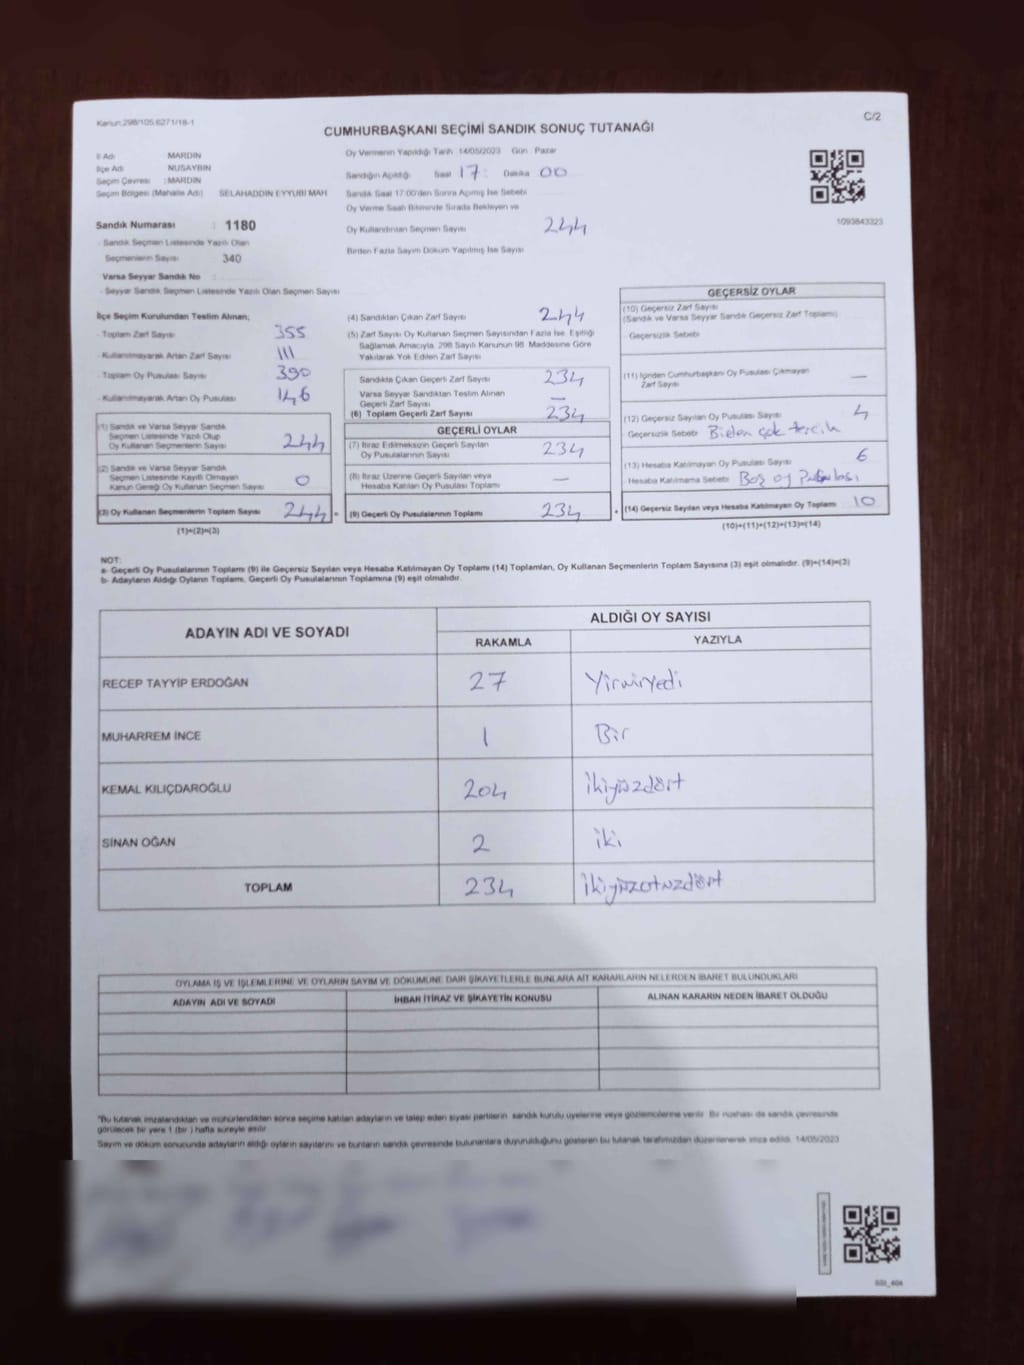 Kanun:298/105.6271/18-1
C/2
CUMHURBAŞKANI SEÇİMİ SANDIK SONUÇ TUTANAĞI
İl Adı MARDİN
İlçe Adı NUSAYBİN
Seçim Çevresi : MARDİN
Seçim Bölgesi (Mahalle Adı) SELAHADDİN EYYUBİ MAH
Sandık Numarası : 1180
- Sandık Seçmen Listesinde Yazılı Olan
Seçmenlerin Sayısı 340
Varsa Seyyar Sandık No
- Seyyar Sandık Seçmen Listesinde Yazılı Olan Seçmen Sayısı
Oy Vermenin Yapıldığı Tarih 14/05/2023 Gün Pazar
Sandığın Açıldığı Saat 17: Dakika 00
Sandık Saat 17:00'den Sonra Açılmış İse Sebebi
Oy Verme Saati Bitiminde Sırada Bekleyen ve
Oy Kullandırılan Seçmen Sayısı 244
Birden Fazla Sayım Döküm Yapılmış İse Sayısı
1093843323
İlçe Seçim Kurulundan Teslim Alınan;
- Toplam Zarf Sayısı 355
- Kullanılmayarak Artan Zarf Sayısı 111
- Toplam Oy Pusulası Sayısı 390
- Kullanılmayarak Artan Oy Pusulası 146
(1) Sandık ve Varsa Seyyar Sandık
Seçmen Listesinde Yazılı Olup
Oy Kullanan Seçmenlerin Sayısı 244
(2) Sandık ve Varsa Seyyar Sandık
Seçmen Listesinde Kayıtlı Olmayan
Kanun Gereği Oy Kullanan Seçmen Sayısı 0
(3) Oy Kullanan Seçmenlerin Toplam Sayısı 244 =
(1)+(2)=(3)
(4) Sandıktan Çıkan Zarf Sayısı 244
(5) Zarf Sayısı Oy Kullanan Seçmen Sayısından Fazla İse, Eşitliği
Sağlamak Amacıyla, 298 Sayılı Kanunun 98. Maddesine Göre
Yakılarak Yok Edilen Zarf Sayısı
Sandıkta Çıkan Geçerli Zarf Sayısı 234
Varsa Seyyar Sandıktan Teslim Alınan
Geçerli Zarf Sayısı —
(6) Toplam Geçerli Zarf Sayısı 234
GEÇERLİ OYLAR
(7) İtiraz Edilmeksizin Geçerli Sayılan
Oy Pusulalarının Sayısı 234
(8) İtiraz Üzerine Geçerli Sayılan veya
Hesaba Katılan Oy Pusulası Toplamı —
(9) Geçerli Oy Pusulalarının Toplamı 234 +
GEÇERSİZ OYLAR
(10) Geçersiz Zarf Sayısı
(Sandık ve Varsa Seyyar Sandık Geçersiz Zarf Toplamı)
- Geçersizlik Sebebi
(11) İçinden Cumhurbaşkanı Oy Pusulası Çıkmayan
Zarf Sayısı —
(12) Geçersiz Sayılan Oy Pusulası Sayısı 4
Geçersizlik Sebebi Birden çok tercih
(13) Hesaba Katılmayan Oy Pusulası Sayısı 6
- Hesaba Katılmama Sebebi Boş oy Pusulası
(14) Geçersiz Sayılan veya Hesaba Katılmayan Oy Toplamı 10
(10)+(11)+(12)+(13)=(14)
NOT:
a- Geçerli Oy Pusulalarının Toplamı (9) ile Geçersiz Sayılan veya Hesaba Katılmayan Oy Toplamı (14) Toplamları, Oy Kullanan Seçmenlerin Toplam Sayısına (3) eşit olmalıdır. (9)+(14)=(3)
b- Adayların Aldığı Oyların Toplamı, Geçerli Oy Pusulalarının Toplamına (9) eşit olmalıdır.
ADAYIN ADI VE SOYADI
ALDIĞI OY SAYISI
RAKAMLA YAZIYLA
RECEP TAYYİP ERDOĞAN 27 Yirmiyedi
MUHARREM İNCE 1 Bir
KEMAL KILIÇDAROĞLU 204 İkiyüzdört
SİNAN OĞAN 2 iki
TOPLAM 234 İkiyüzotuzdört
OYLAMA İŞ VE İŞLEMLERİNE VE OYLARIN SAYIM VE DÖKÜMÜNE DAİR ŞİKAYETLERLE BUNLARA AİT KARARLARIN NELERDEN İBARET BULUNDUKLARI
ADAYIN ADI VE SOYADI İHBAR İTİRAZ VE ŞİKAYETİN KONUSU ALINAN KARARIN NEDEN İBARET OLDUĞU
*Bu tutanak imzalandıktan ve mühürlendikten sonra seçime katılan adayların ve talep eden siyasi partilerin sandık kurulu üyelerine veya gözlemcilerine verilir. Bir nüshası da sandık çevresinde
görülecek bir yere 1 (bir) hafta süreyle asılır.
Sayım ve döküm sonucunda adayların aldığı oyların sayılarını ve bunların sandık çevresinde bulunanlara duyurulduğunu gösteren bu tutanak tarafımızdan düzenlenerek imza edildi. 14/05/2023